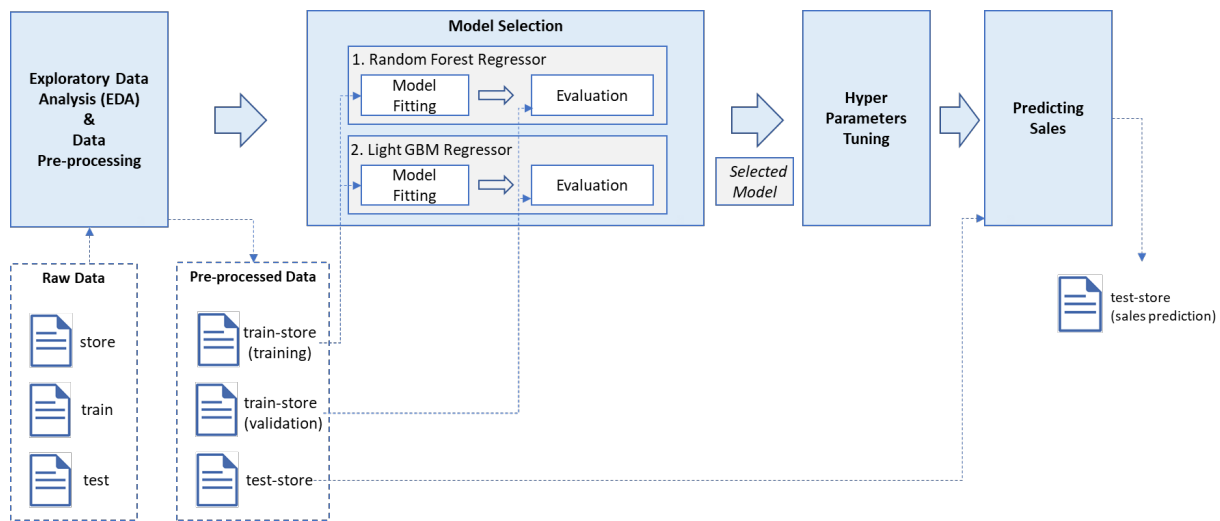 Exploratory Data
Analysis (EDA)
&
Data
Pre-processing
Model Selection
1. Random Forest Regressor
Model
Fitting
Evaluation
2. Light GBM Regressor
Model
Fitting
Evaluation
Selected
Model
Hyper
Parameters
Tuning
Predicting
Sales
Raw Data
store
train
test
Pre-processed Data
train-store
(training)
train-store
(validation)
test-store
test-store
(sales prediction)